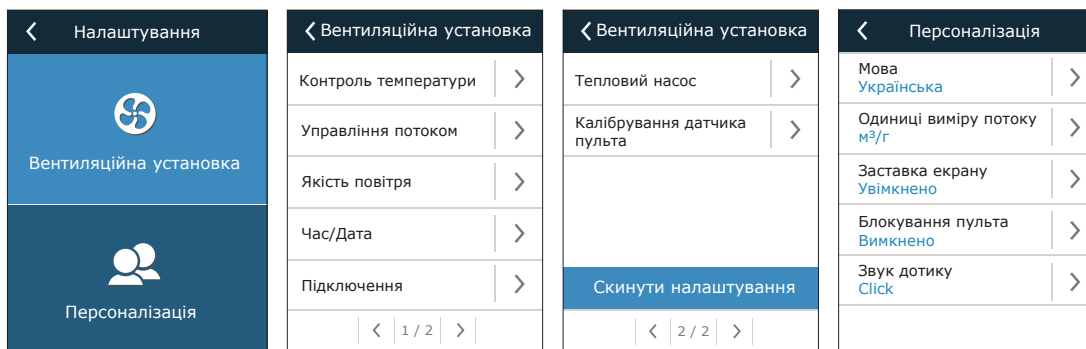 Налаштування
Вентиляційна установка
Персоналізація
Вентиляційна установка
Контроль температури
Управління потоком
Якість повітря
Час/Дата
Підключення
1 / 2
Вентиляційна установка
Тепловий насос
Калібрування датчика
пульта
Скинути налаштування
2 / 2
Персоналізація
Мова
Українська
Одиниці виміру потоку
м³/г
Заставка екрану
Увімкнено
Блокування пульта
Вимкнено
Звук дотику
Click